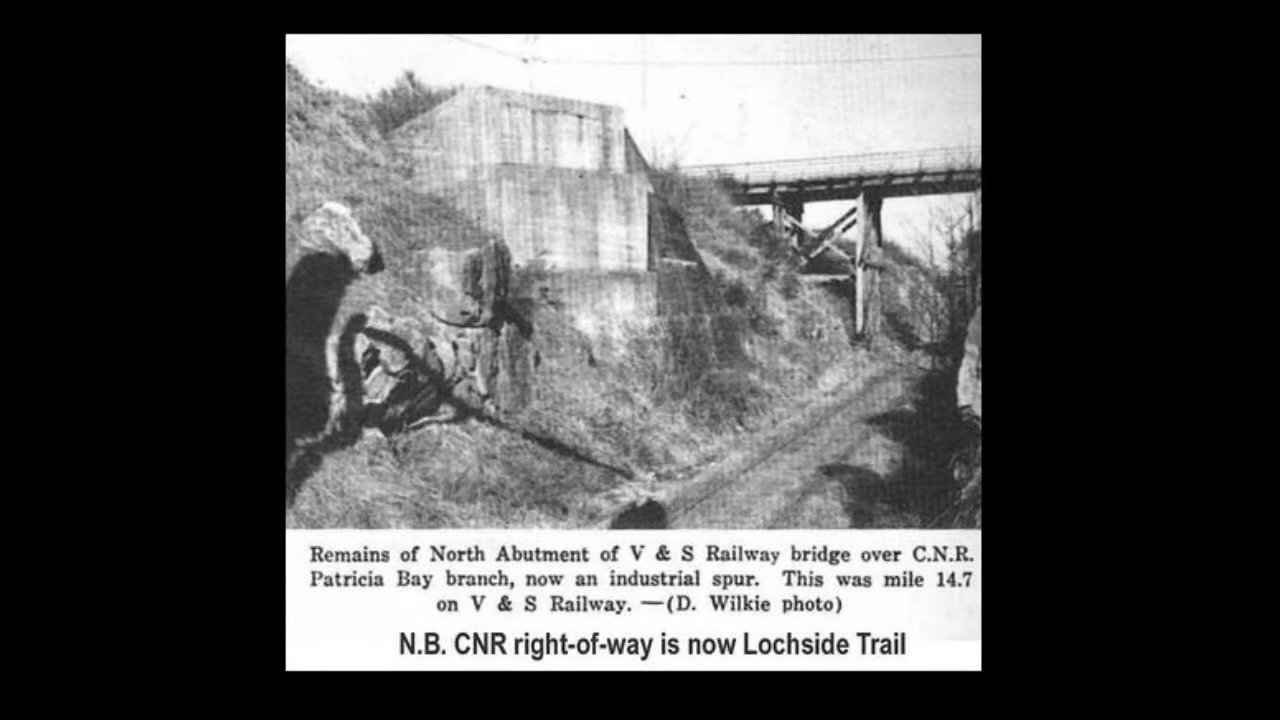 Remains of North Abutment of V & S Railway bridge over C.N.R.
Patricia Bay branch, now an industrial spur. This was mile 14.7
on V & S Railway. —(D. Wilkie photo)
N.B. CNR right-of-way is now Lochside Trail